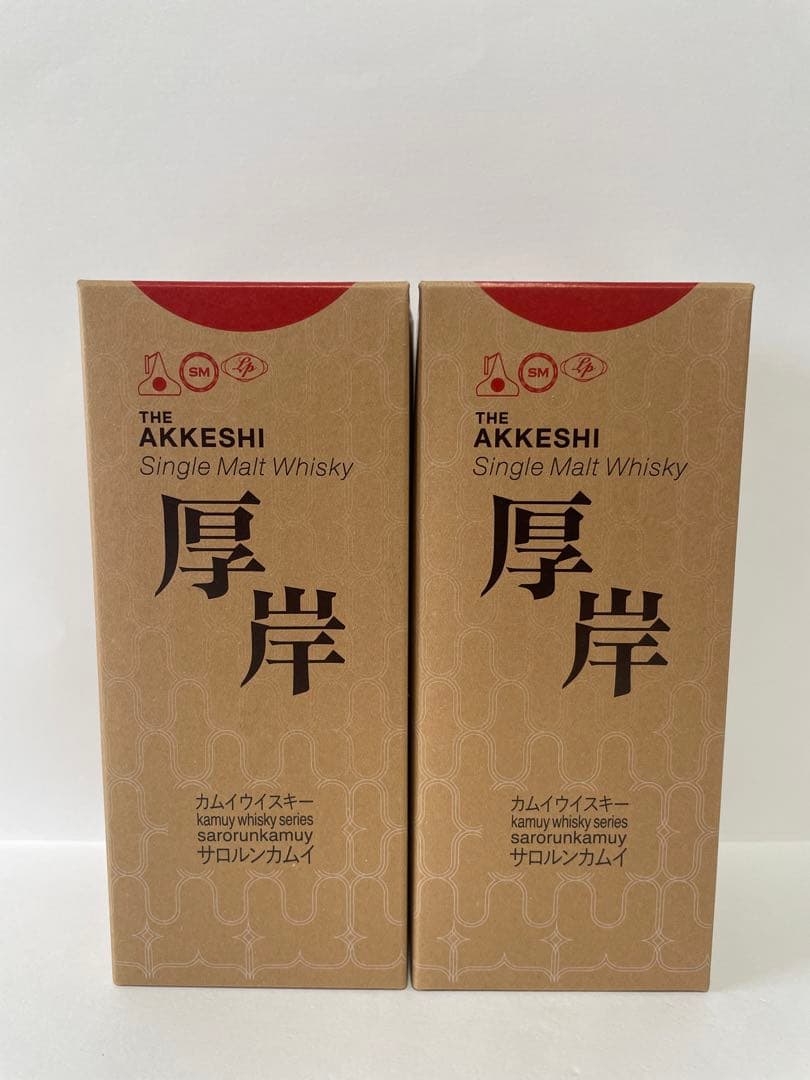 SM Lp
THE
AKKESHI
Single Malt Whisky
厚
岸
カムイウイスキー
kamuy whisky series
sarorunkamuy
サロルンカムイ
SM Lp
THE
AKKESHI
Single Malt Whisky
厚
岸
カムイウイスキー
kamuy whisky series
sarorunkamuy
サロルンカムイ